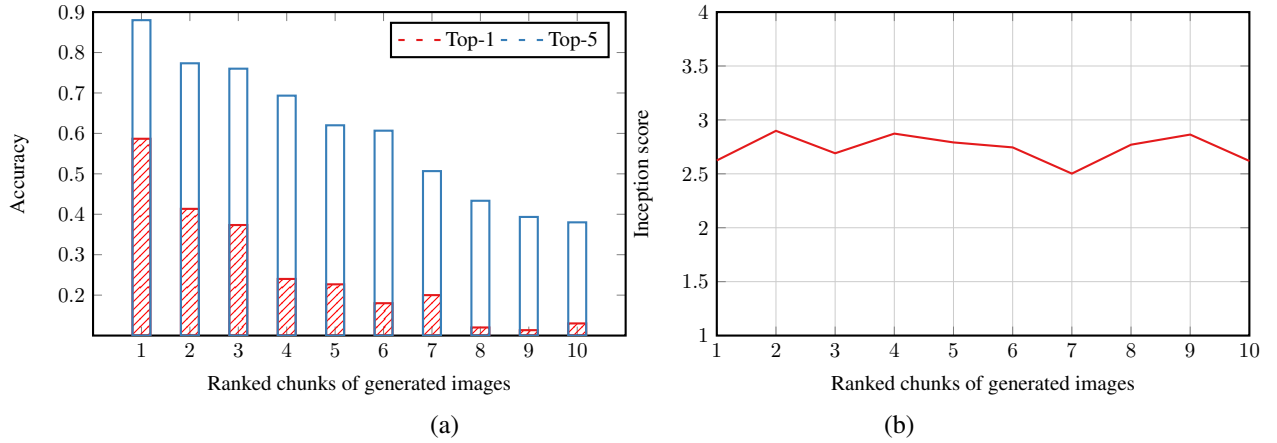 0.9
0.8
0.7
0.6
0.5
0.4
0.3
0.2
Accuracy
Top-1 Top-5
1 2 3 4 5 6 7 8 9 10
Ranked chunks of generated images
(a)
4
3.5
3
2.5
2
1.5
1
Inception score
1 2 3 4 5 6 7 8 9 10
Ranked chunks of generated images
(b)